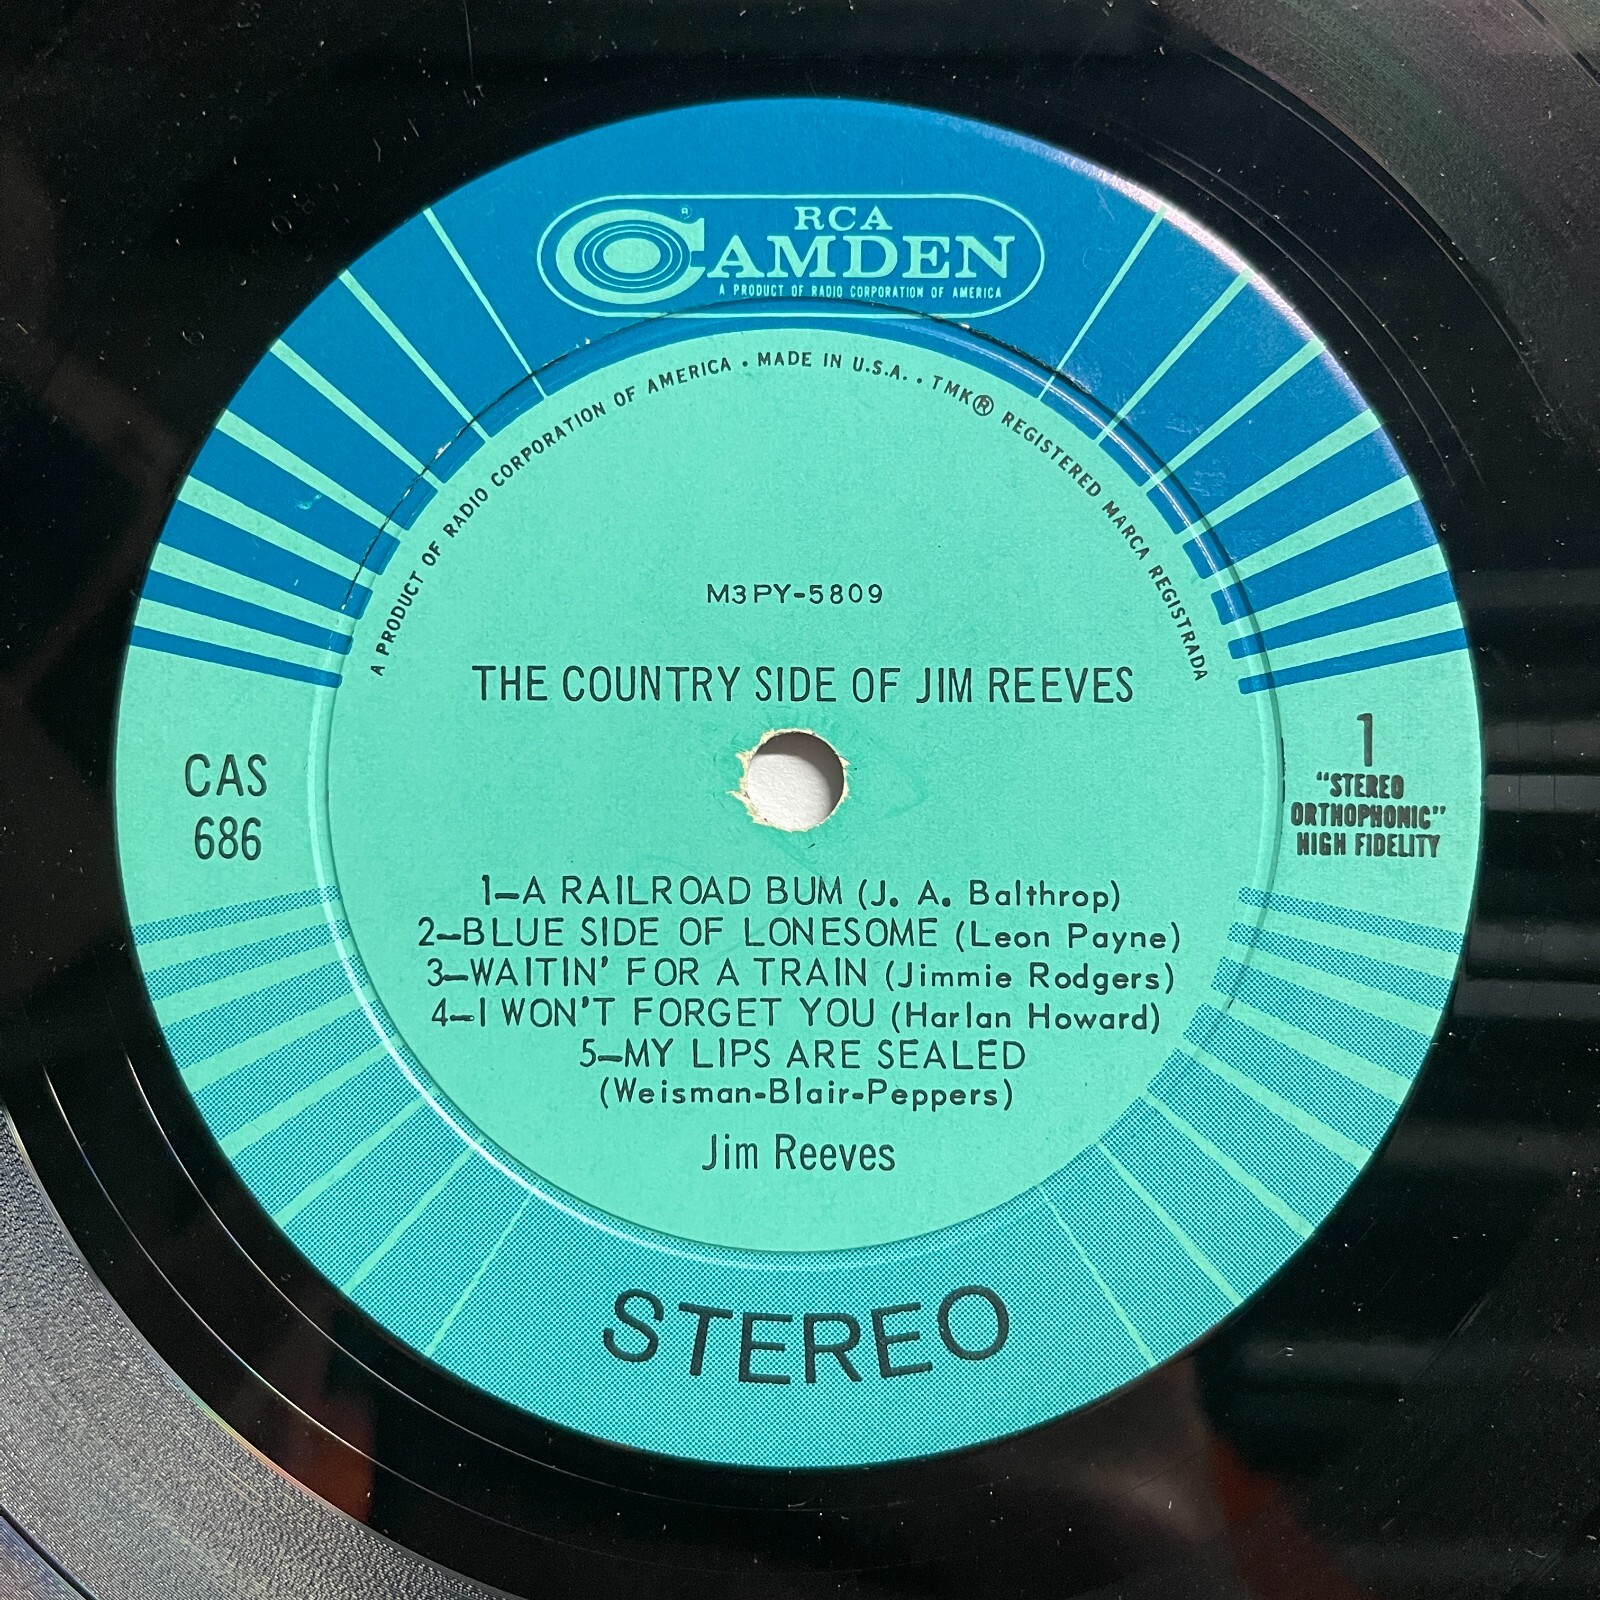 RCA
CAMDEN ®
A PRODUCT OF RADIO CORPORATION OF AMERICA
A PRODUCT OF RADIO CORPORATION OF AMERICA • MADE IN U.S.A. • TMK® REGISTERED MARCA REGISTRADA
M3PY-5809
THE COUNTRY SIDE OF JIM REEVES
CAS
686
1
"STEREO
ORTHOPHONIC"
HIGH FIDELITY
1–A RAILROAD BUM (J. A. Balthrop)
2–BLUE SIDE OF LONESOME (Leon Payne)
3–WAITIN' FOR A TRAIN (Jimmie Rodgers)
4–I WON'T FORGET YOU (Harlan Howard)
5–MY LIPS ARE SEALED
(Weisman-Blair-Peppers)
Jim Reeves
STEREO